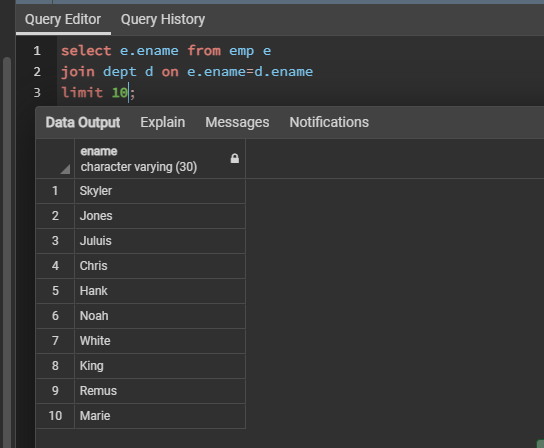 Query Editor Query History
1 select e.ename from emp e
2 join dept d on e.ename=d.ename
3 limit 10;
Data Output Explain Messages Notifications
ename
character varying (30)
1 Skyler
2 Jones
3 Juluis
4 Chris
5 Hank
6 Noah
7 White
8 King
9 Remus
10 Marie